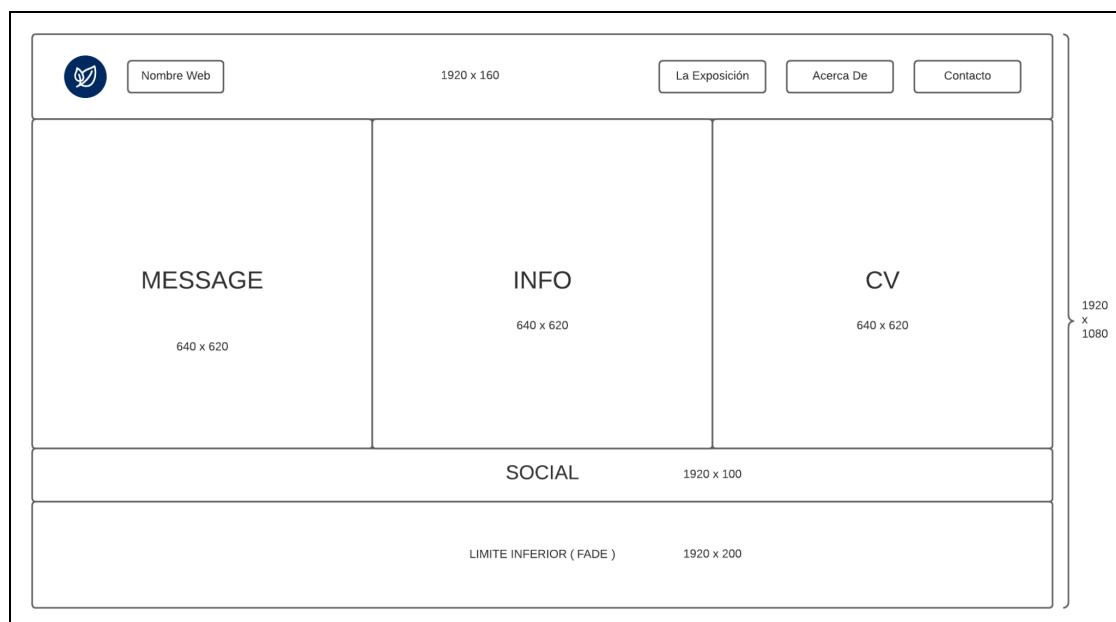 Nombre Web
1920 x 160
La Exposición
Acerca De
Contacto
MESSAGE
640 x 620
INFO
640 x 620
CV
640 x 620
1920
x
1080
SOCIAL
1920 x 100
LIMITE INFERIOR ( FADE )
1920 x 200